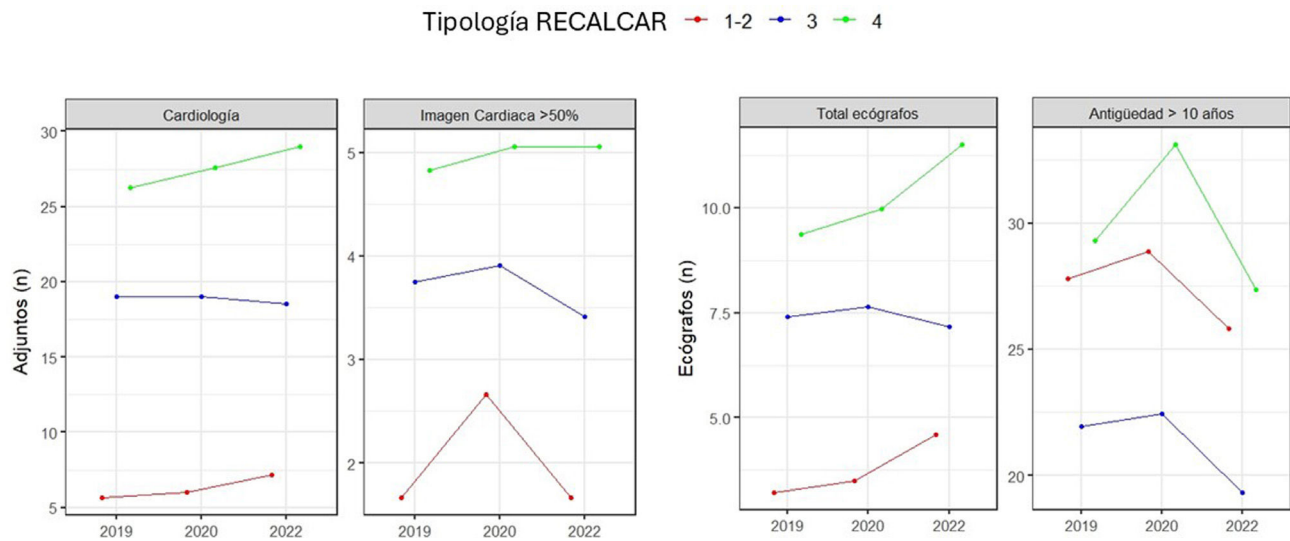 Tipología RECALCAR 1-2 3 4
Cardiología
Imagen Cardiaca >50%
Total ecógrafos
Antigüedad > 10 años
Adjuntos (n)
30
25
20
15
10
5
2019 2020 2022
5
4
3
2
2019 2020 2022
Ecógrafos (n)
10.0
7.5
5.0
2019 2020 2022
30
25
20
2019 2020 2022